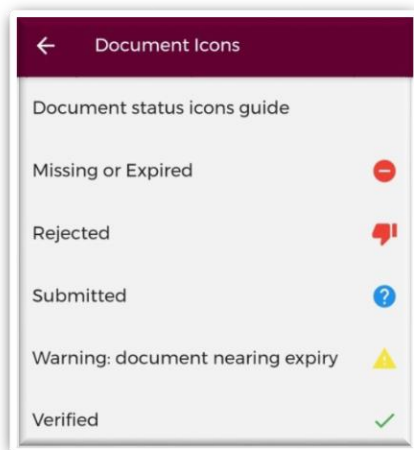 Document Icons
Document status icons guide
Missing or Expired
Rejected
Submitted
Warning: document nearing expiry
Verified